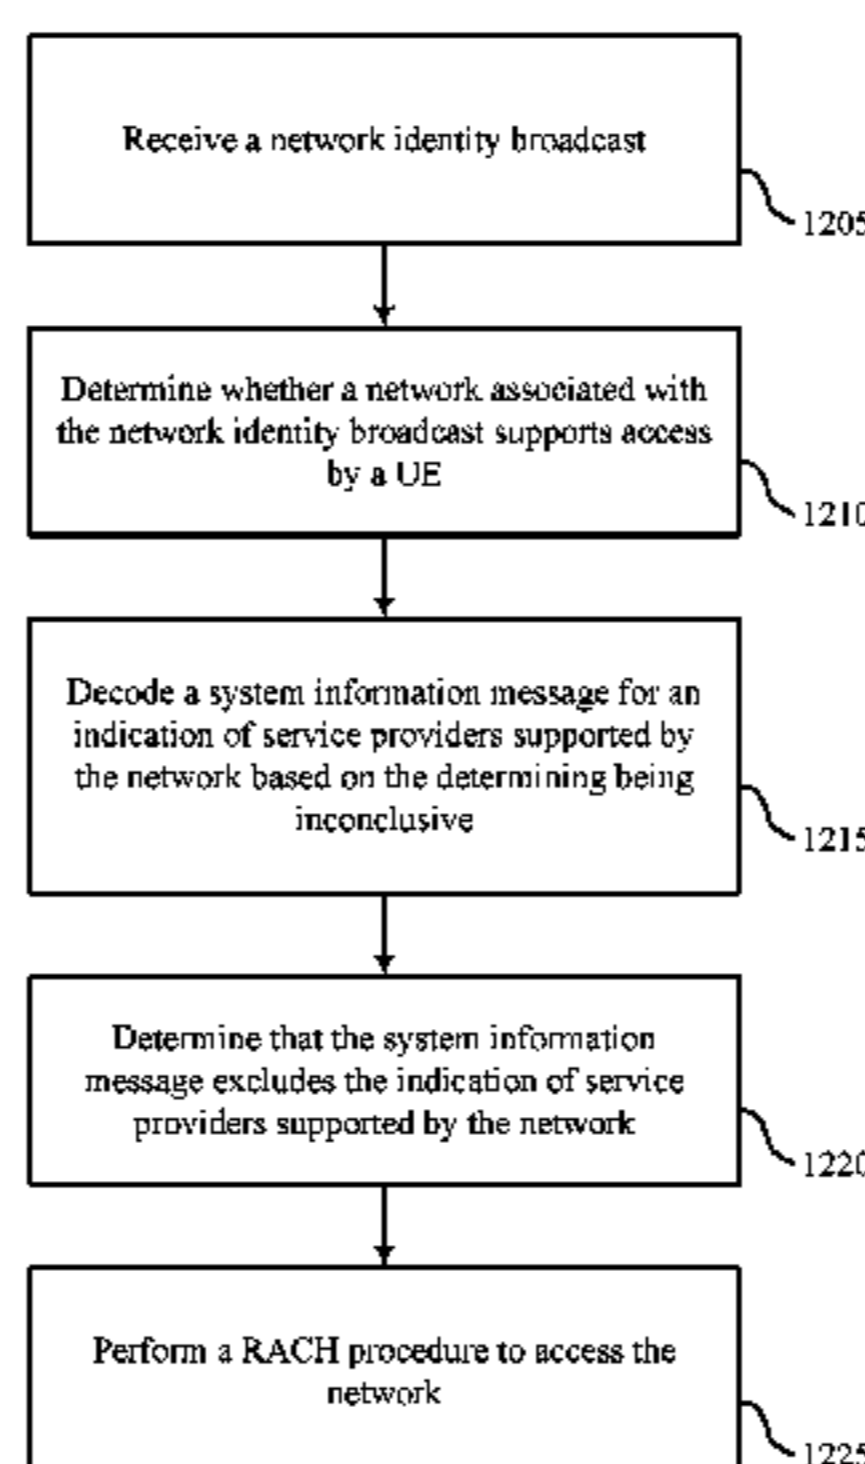 Receive a network identity broadcast
1205
Determine whether a network associated with
the network identity broadcast supports access
by a UE
1210
Decode a system information message for an
indication of service providers supported by
the network based on the determining being
inconclusive
1215
Determine that the system information
message excludes the indication of service
providers supported by the network
1220
Perform a RACH procedure to access the
network
1225